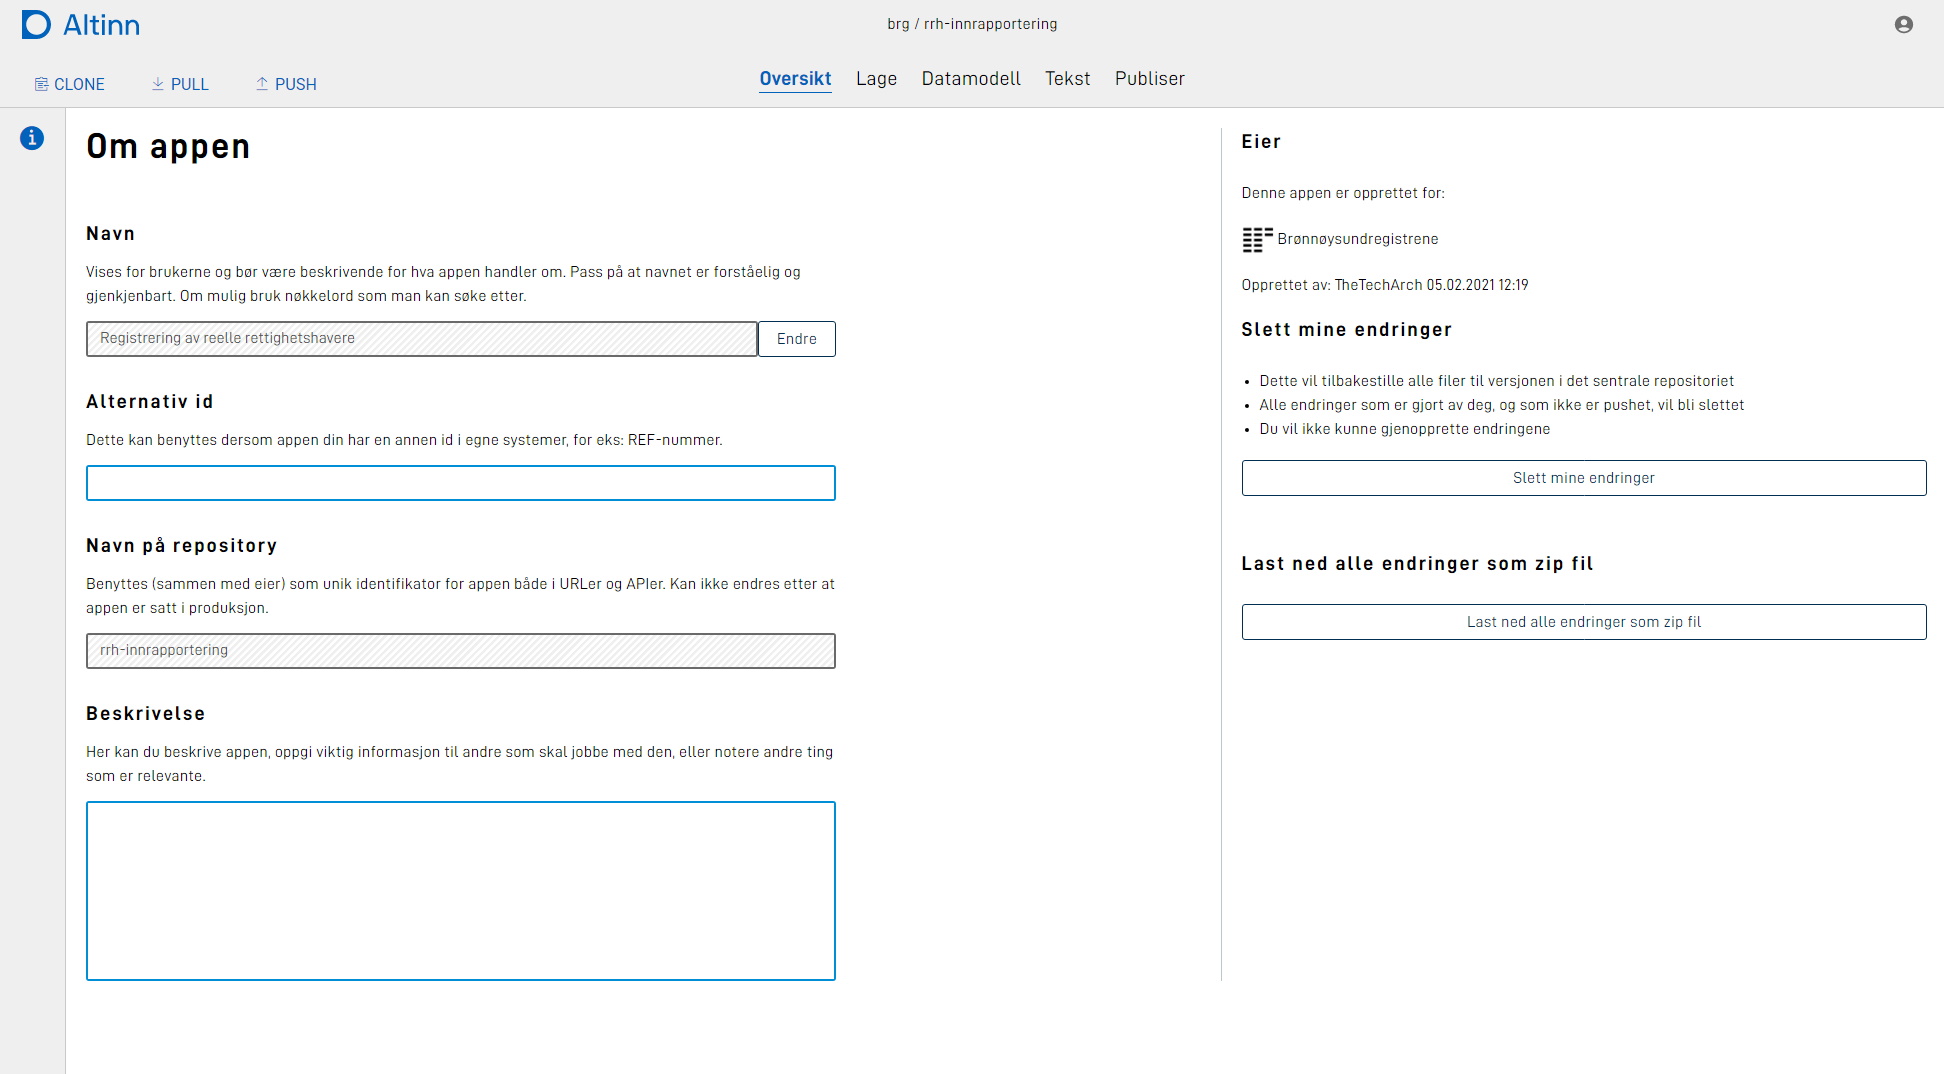 Altinn
brg / rrh-innrapportering
CLONE
PULL
PUSH
Oversikt
Lage
Datamodell
Tekst
Publiser
Om appen
Navn
Vises for brukerne og bør være beskrivende for hva appen handler om. Pass på at navnet er forståelig og
gjenkjenbart. Om mulig bruk nøkkelord som man kan søke etter.
Registrering av reelle rettighetshavere
Endre
Alternativ id
Dette kan benyttes dersom appen din har en annen id i egne systemer, for eks: REF-nummer.
Navn på repository
Benyttes (sammen med eier) som unik identifikator for appen både i URLer og APIer. Kan ikke endres etter at
appen er satt i produksjon.
rrh-innrapportering
Beskrivelse
Her kan du beskrive appen, oppgi viktig informasjon til andre som skal jobbe med den, eller notere andre ting
som er relevante.
Eier
Denne appen er opprettet for:
Brønnøysundregistrene
Opprettet av: TheTechArch 05.02.2021 12:19
Slett mine endringer
Dette vil tilbakestille alle filer til versjonen i det sentrale repositoriet
Alle endringer som er gjort av deg, og som ikke er pushet, vil bli slettet
Du vil ikke kunne gjenopprette endringene
Slett mine endringer
Last ned alle endringer som zip fil
Last ned alle endringer som zip fil